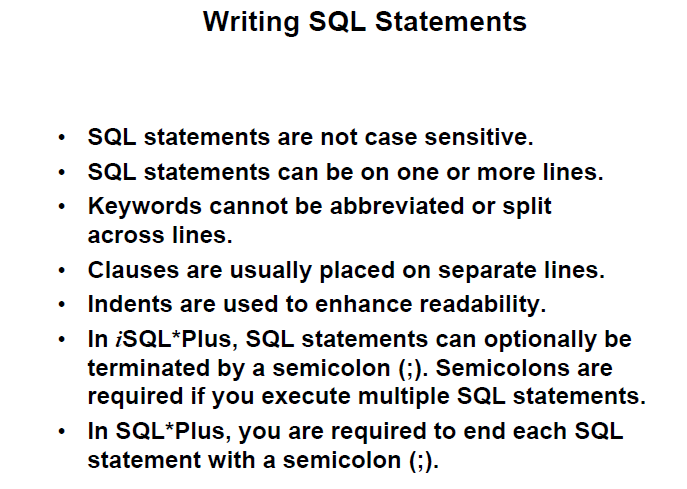 Writing SQL Statements
• SQL statements are not case sensitive.
• SQL statements can be on one or more lines.
• Keywords cannot be abbreviated or split
across lines.
• Clauses are usually placed on separate lines.
• Indents are used to enhance readability.
• In iSQL*Plus, SQL statements can optionally be
terminated by a semicolon (;). Semicolons are
required if you execute multiple SQL statements.
• In SQL*Plus, you are required to end each SQL
statement with a semicolon (;).